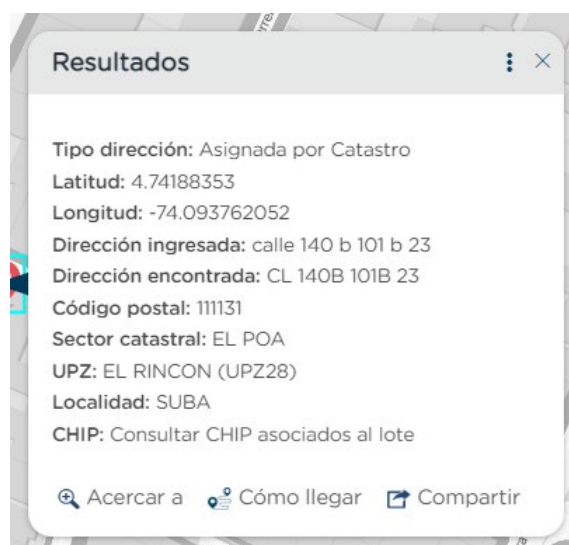 Resultados
Tipo dirección: Asignada por Catastro
Latitud: 4.74188353
Longitud: -74.093762052
Dirección ingresada: calle 140 b 101 b 23
Dirección encontrada: CL 140B 101B 23
Código postal: 111131
Sector catastral: EL POA
UPZ: EL RINCON (UPZ28)
Localidad: SUBA
CHIP: Consultar CHIP asociados al lote
Acercar a Cómo llegar Compartir